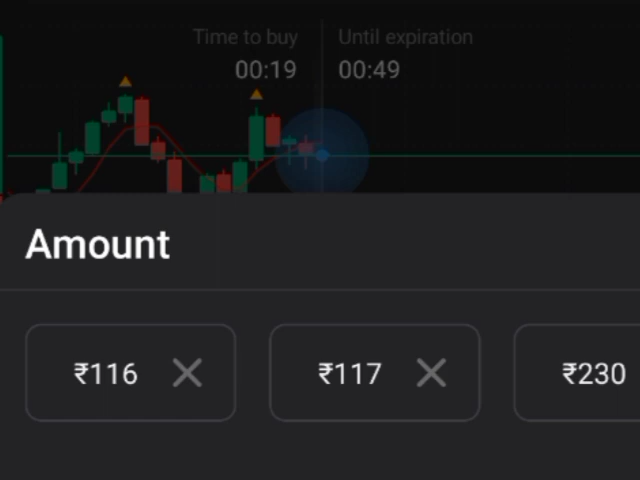 Time to buy
Until expiration
00:19
00:49
Amount
₹116
₹117
₹230